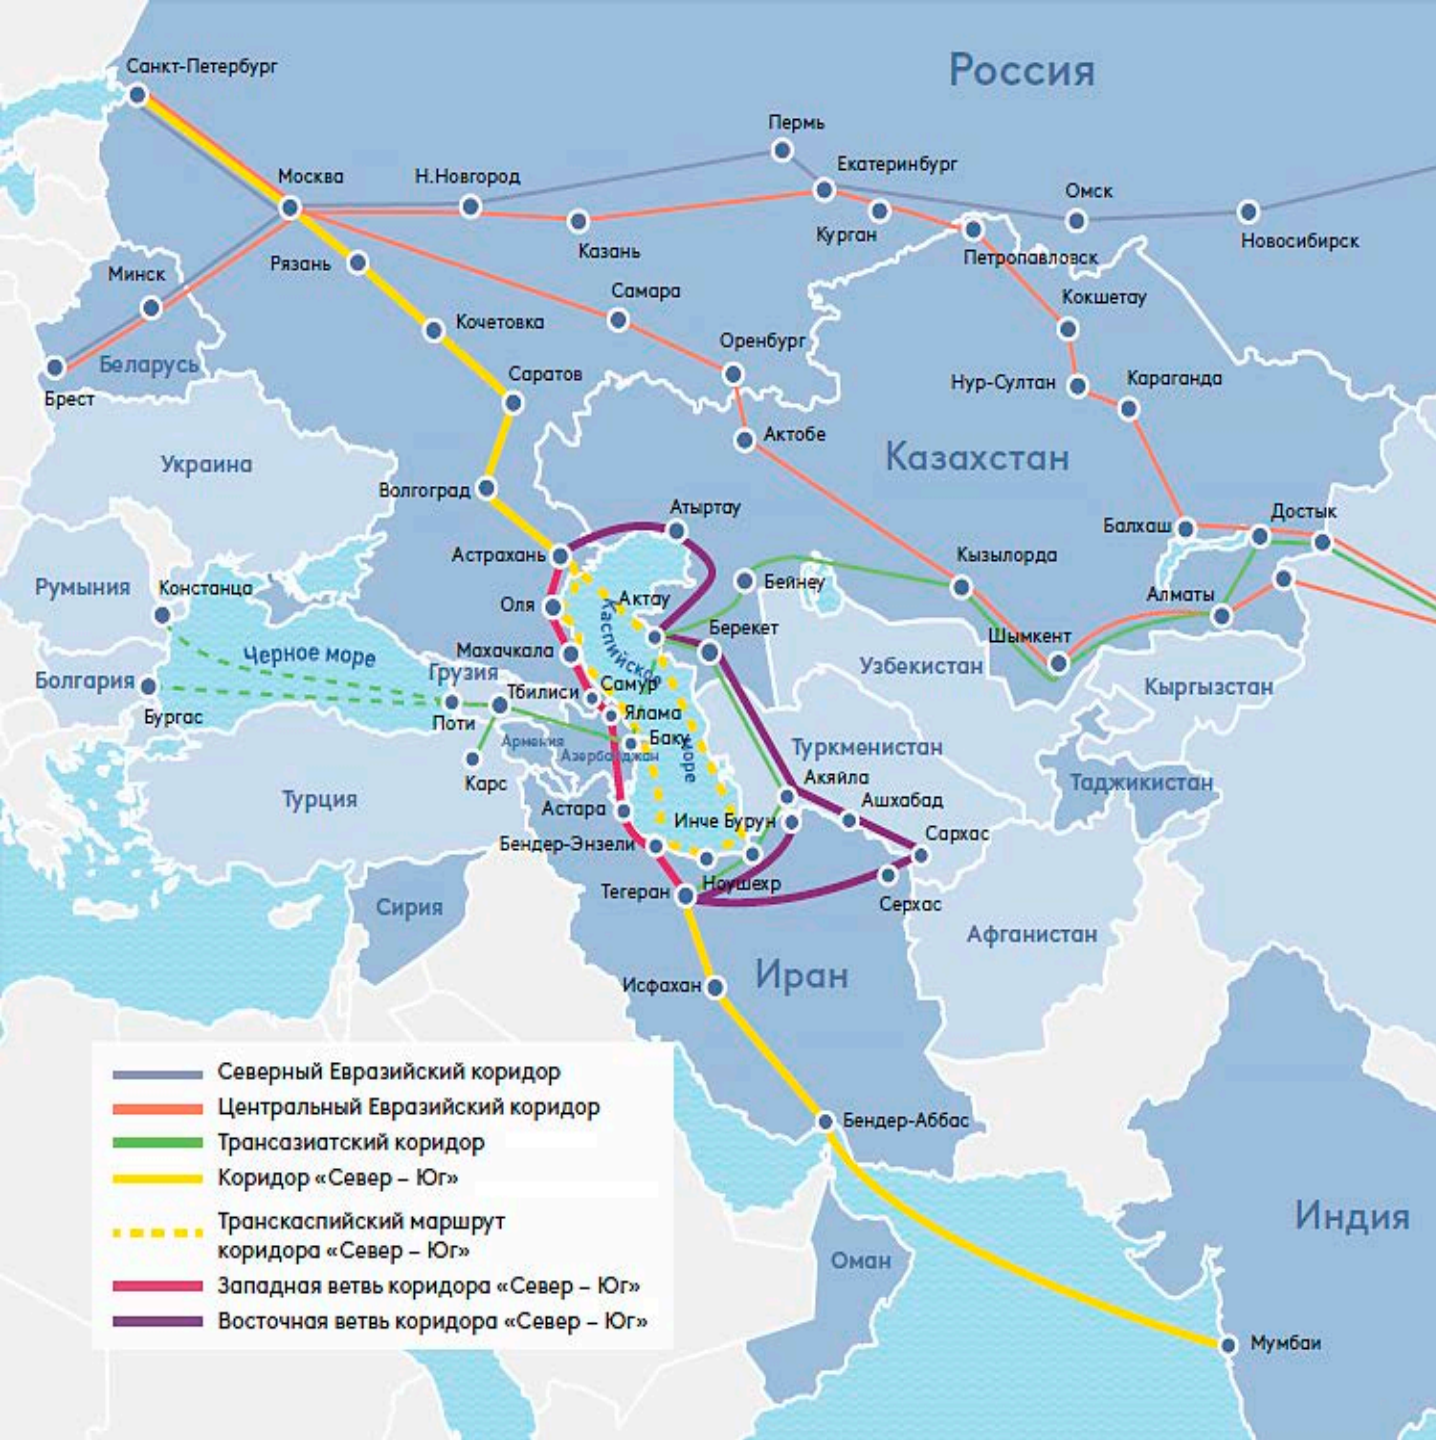 Россия
Санкт-Петербург
Пермь
Екатеринбург
Москва
Н.Новгород
Омск
Курган
Казань
Новосибирск
Рязань
Петропавловск
Минск
Самара
Кокшетау
Кочетовка
Оренбург
Беларусь
Саратов
Нур-Султан
Караганда
Брест
Актобе
Казахстан
Украина
Волгоград
Атыртау
Достык
Балхаш
Астрахань
Кызылорда
Бейнеу
Румыния
Констанца
Оля
Актау
Алматы
Каспийское
море
Берекет
Шымкент
Черное море
Махачкала
Грузия
Узбекистан
Болгария
Тбилиси
Самур
Кыргызстан
Бургас
Поти
Ялама
Армения
Баку
Азербайджан
Туркменистан
Карс
Акяйла
Таджикистан
Турция
Астара
Ашхабад
Инче Бурун
Сархас
Бендер-Энзели
Тегеран
Ноушехр
Серхас
Сирия
Афганистан
Исфахан
Иран
Бендер-Аббас
Индия
Оман
Мумбаи
Северный Евразийский коридор
Центральный Евразийский коридор
Трансазиатский коридор
Коридор «Север – Юг»
Транскаспийский маршрут
коридора «Север – Юг»
Западная ветвь коридора «Север – Юг»
Восточная ветвь коридора «Север – Юг»